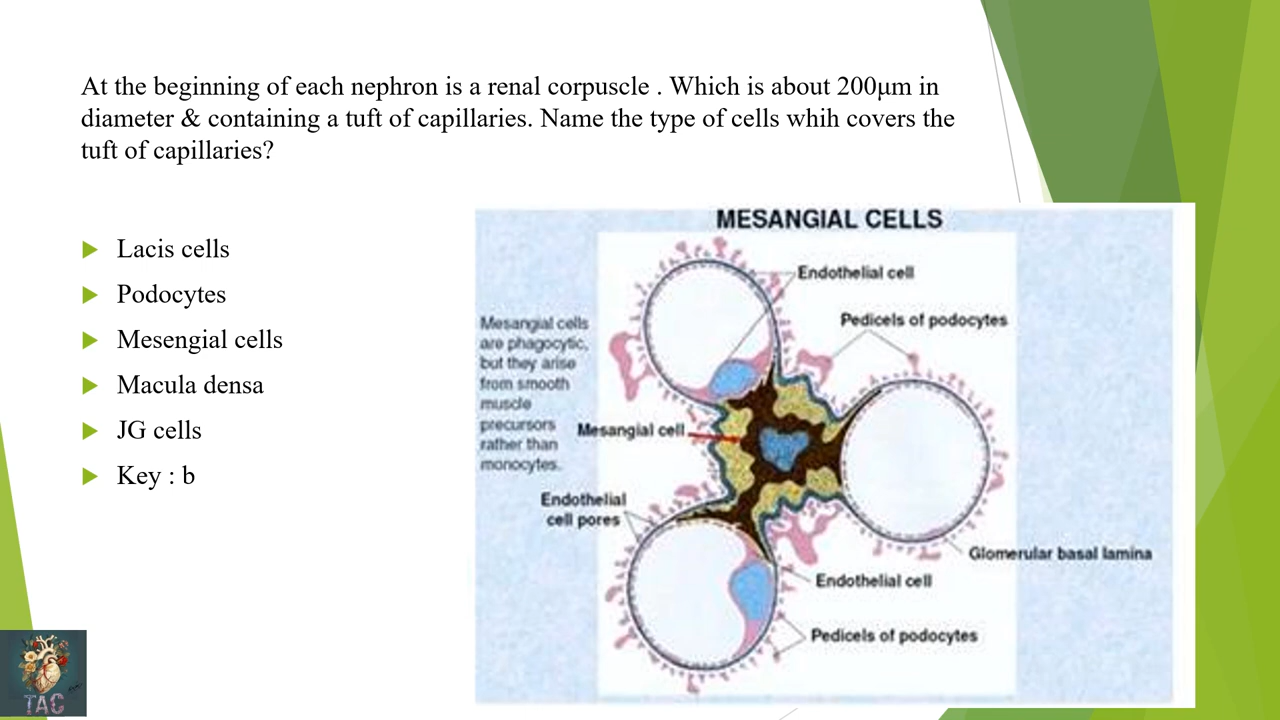 At the beginning of each nephron is a renal corpuscle . Which is about 200μm in
diameter & containing a tuft of capillaries. Name the type of cells whih covers the
tuft of capillaries?
Lacis cells
Podocytes
Mesengial cells
Macula densa
JG cells
Key : b
MESANGIAL CELLS
Endothelial cell
Pedicels of podocytes
Mesangial cells
are phagocytic,
but they arise
from smooth
muscle
precursors
rather than
monocytes.
Mesangial cell
Endothelial
cell pores
Glomerular basal lamina
Endothelial cell
Pedicels of podocytes
TAC